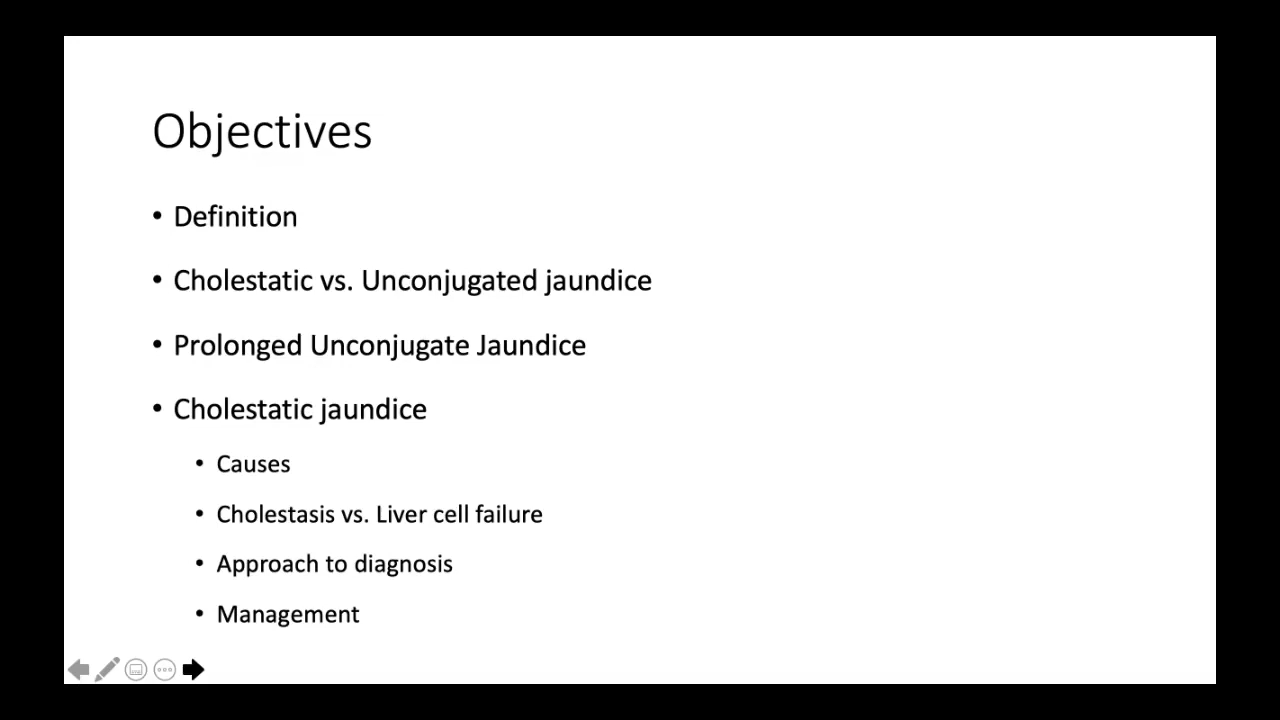 Objectives
• Definition
• Cholestatic vs. Unconjugated jaundice
• Prolonged Unconjugate Jaundice
• Cholestatic jaundice
• Causes
• Cholestasis vs. Liver cell failure
• Approach to diagnosis
• Management